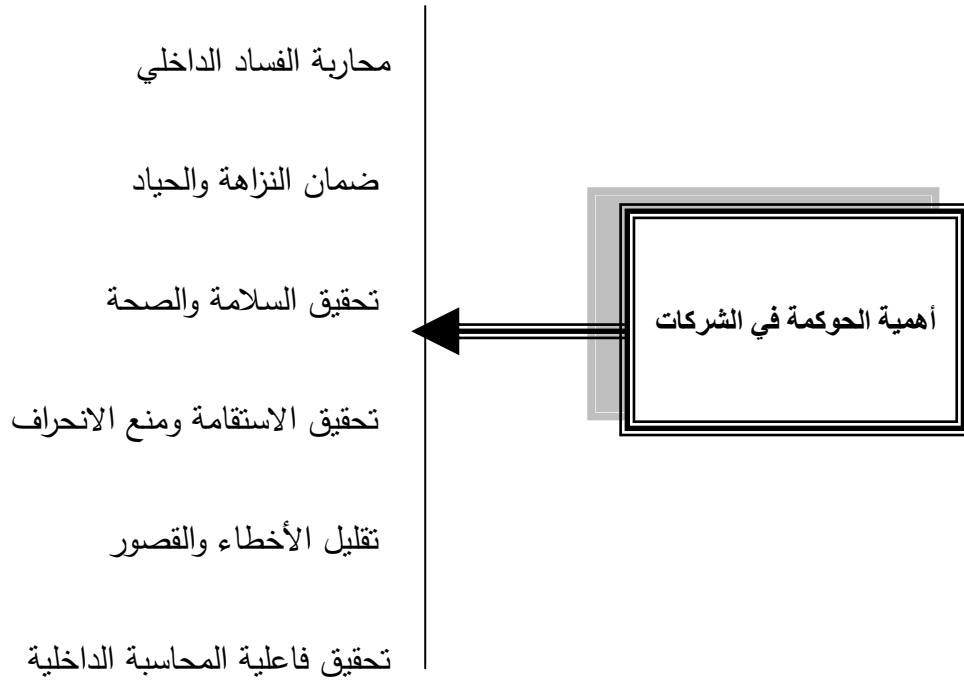 أهمية الحوكمة في الشركات
محاربة الفساد الداخلي
ضمان النزاهة والحياد
تحقيق السلامة والصحة
تحقيق الاستقامة ومنع الانحراف
تقليل الأخطاء والقصور
تحقيق فاعلية المحاسبة الداخلية